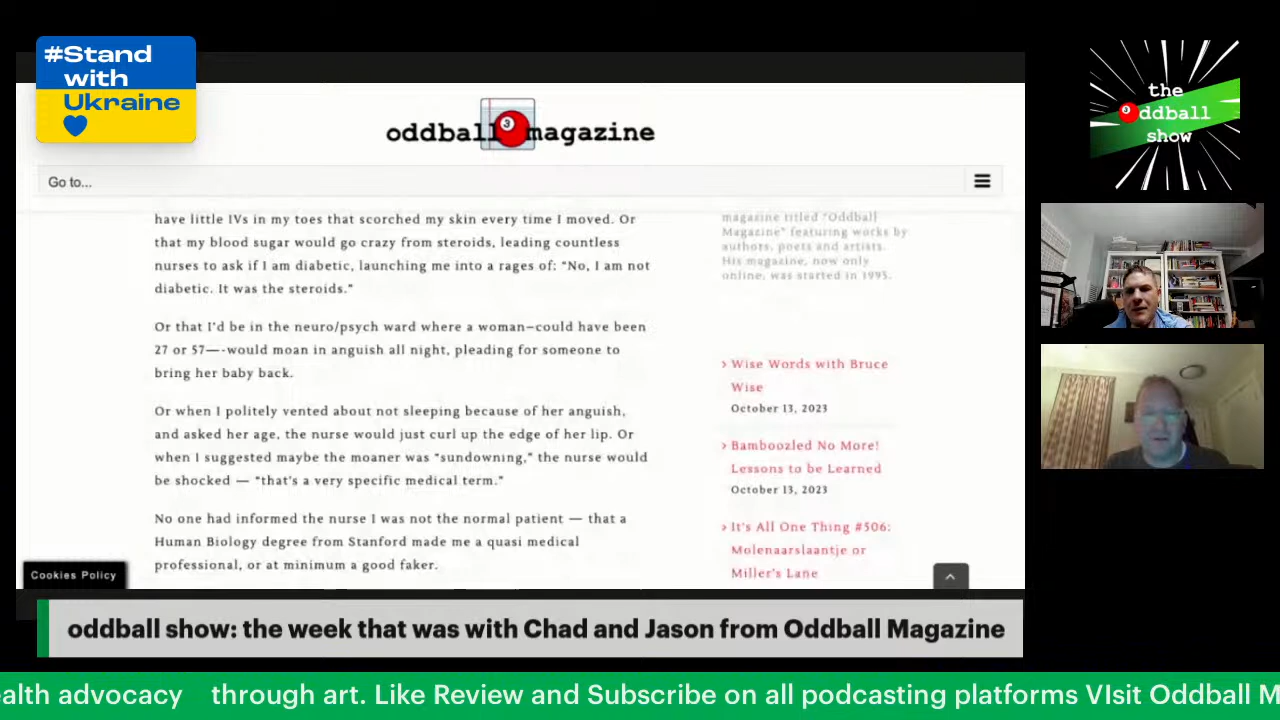 #Stand
with
Ukraine
oddball magazine
3
Go to...
have little IVs in my toes that scorched my skin every time I moved. Or
that my blood sugar would go crazy from steroids, leading countless
nurses to ask if I am diabetic, launching me into a rages of: “No, I am not
diabetic. It was the steroids.”
Or that I’d be in the neuro/psych ward where a woman—could have been
27 or 57—-would moan in anguish all night, pleading for someone to
bring her baby back.
Or when I politely vented about not sleeping because of her anguish,
and asked her age, the nurse would just curl up the edge of her lip. Or
when I suggested maybe the moaner was “sundowning,” the nurse would
be shocked — “that’s a very specific medical term.”
No one had informed the nurse I was not the normal patient — that a
Human Biology degree from Stanford made me a quasi medical
professional, or at minimum a good faker.
magazine titled “Oddball
Magazine” featuring works by
authors, poets and artists.
His magazine, now only
online, was started in 1995.
› Wise Words with Bruce
Wise
October 13, 2023
› Bamboozled No More!
Lessons to be Learned
October 13, 2023
› It’s All One Thing #506:
Molenaarslaantje or
Miller’s Lane
Cookies Policy
the
3ddball
show
oddball show: the week that was with Chad and Jason from Oddball Magazine
ealth advocacy through art. Like Review and Subscribe on all podcasting platforms VIsit Oddball M